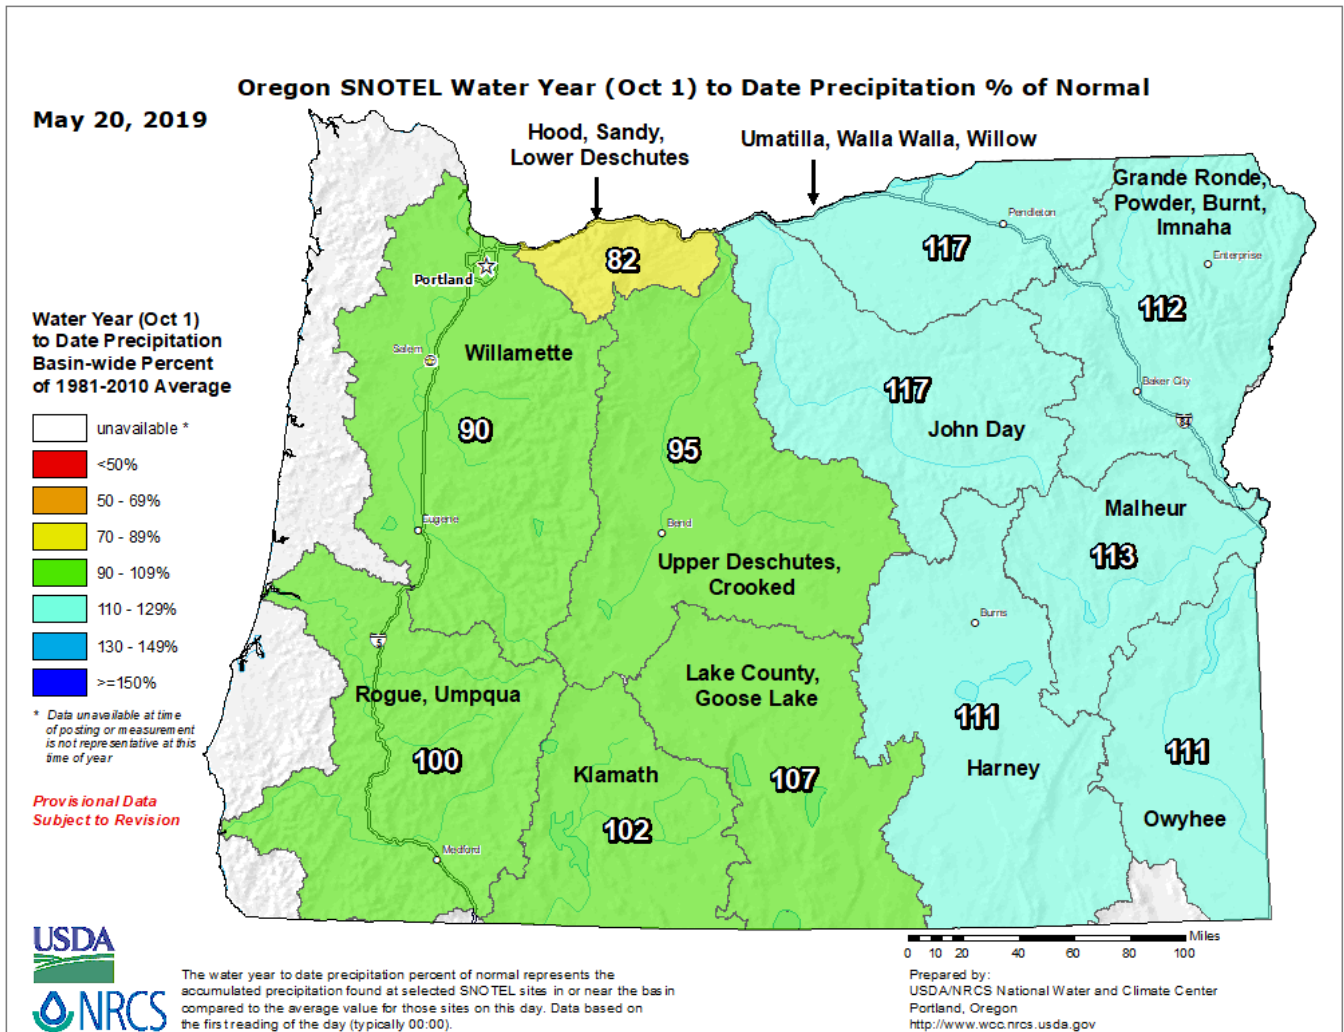 Oregon SNOTEL Water Year (Oct 1) to Date Precipitation % of Normal
May 20, 2019
Hood, Sandy,
Lower Deschutes
Umatilla, Walla Walla, Willow
Grande Ronde,
Powder, Burnt,
Imnaha
Pendleton
Enterprise
117
82
Portland
112
Water Year (Oct 1)
to Date Precipitation
Basin-wide Percent
of 1981-2010 Average
unavailable *
<50%
50 - 69%
70 - 89%
90 - 109%
110 - 129%
130 - 149%
>=150%
* Data unavailable at time
of posting or measurement
is not representative at this
time of year
Provisional Data
Subject to Revision
Salem
Willamette
90
Eugene
95
Bend
Upper Deschutes,
Crooked
117
John Day
Baker City
84
Malheur
113
Burns
5
Rogue, Umpqua
100
Medford
Lake County,
Goose Lake
Klamath
102
107
111
Harney
111
Owyhee
Miles
0 10 20 40 60 80 100
USDA
NRCS
The water year to date precipitation percent of normal represents the
accumulated precipitation found at selected SNOTEL sites in or near the basin
compared to the average value for those sites on this day. Data based on
the first reading of the day (typically 00:00).
Prepared by:
USDA/NRCS National Water and Climate Center
Portland, Oregon
http://www.wcc.nrcs.usda.gov